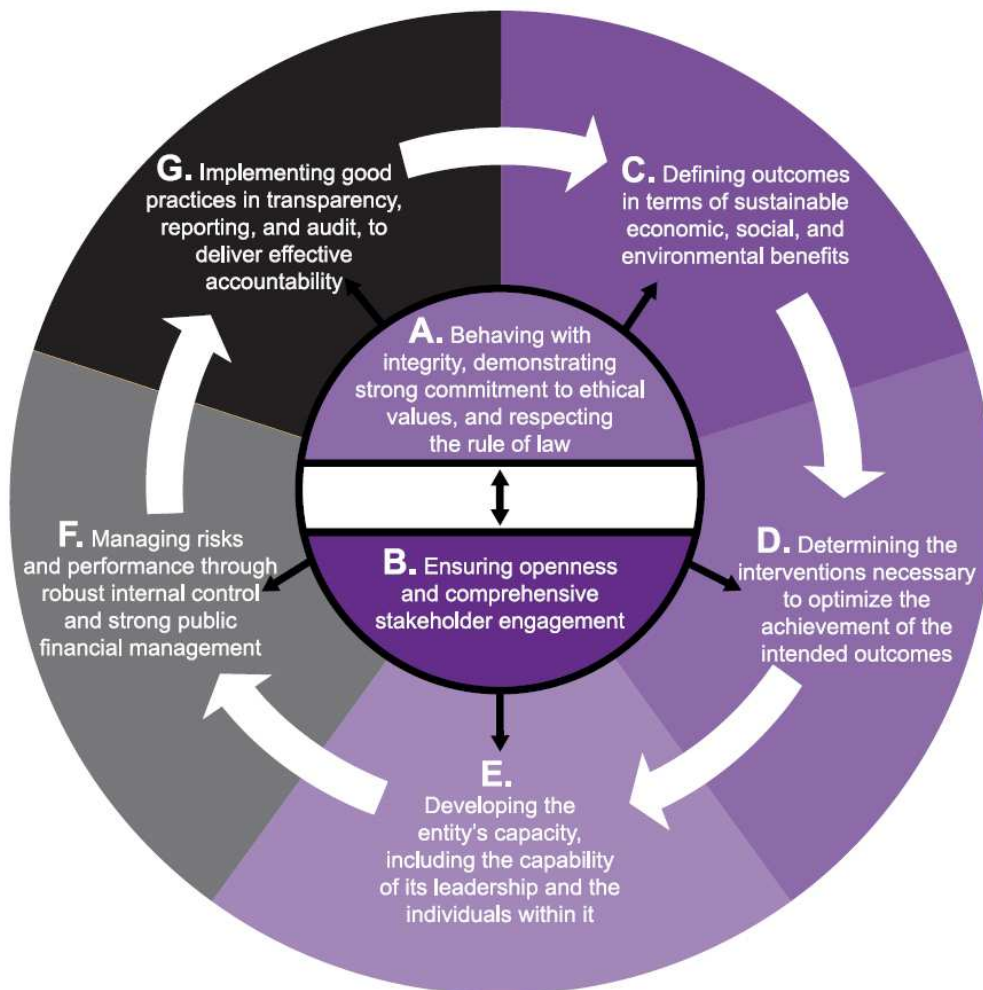 G. Implementing good
practices in transparency,
reporting, and audit, to
deliver effective
accountability
C. Defining outcomes
in terms of sustainable
economic, social, and
environmental benefits
A. Behaving with
integrity, demonstrating
strong commitment to ethical
values, and respecting
the rule of law
B. Ensuring openness
and comprehensive
stakeholder engagement
D. Determining the
interventions necessary
to optimize the
achievement of the
intended outcomes
E.
Developing the
entity's capacity,
including the capability
of its leadership and the
individuals within it
F. Managing risks
and performance through
robust internal control
and strong public
financial management